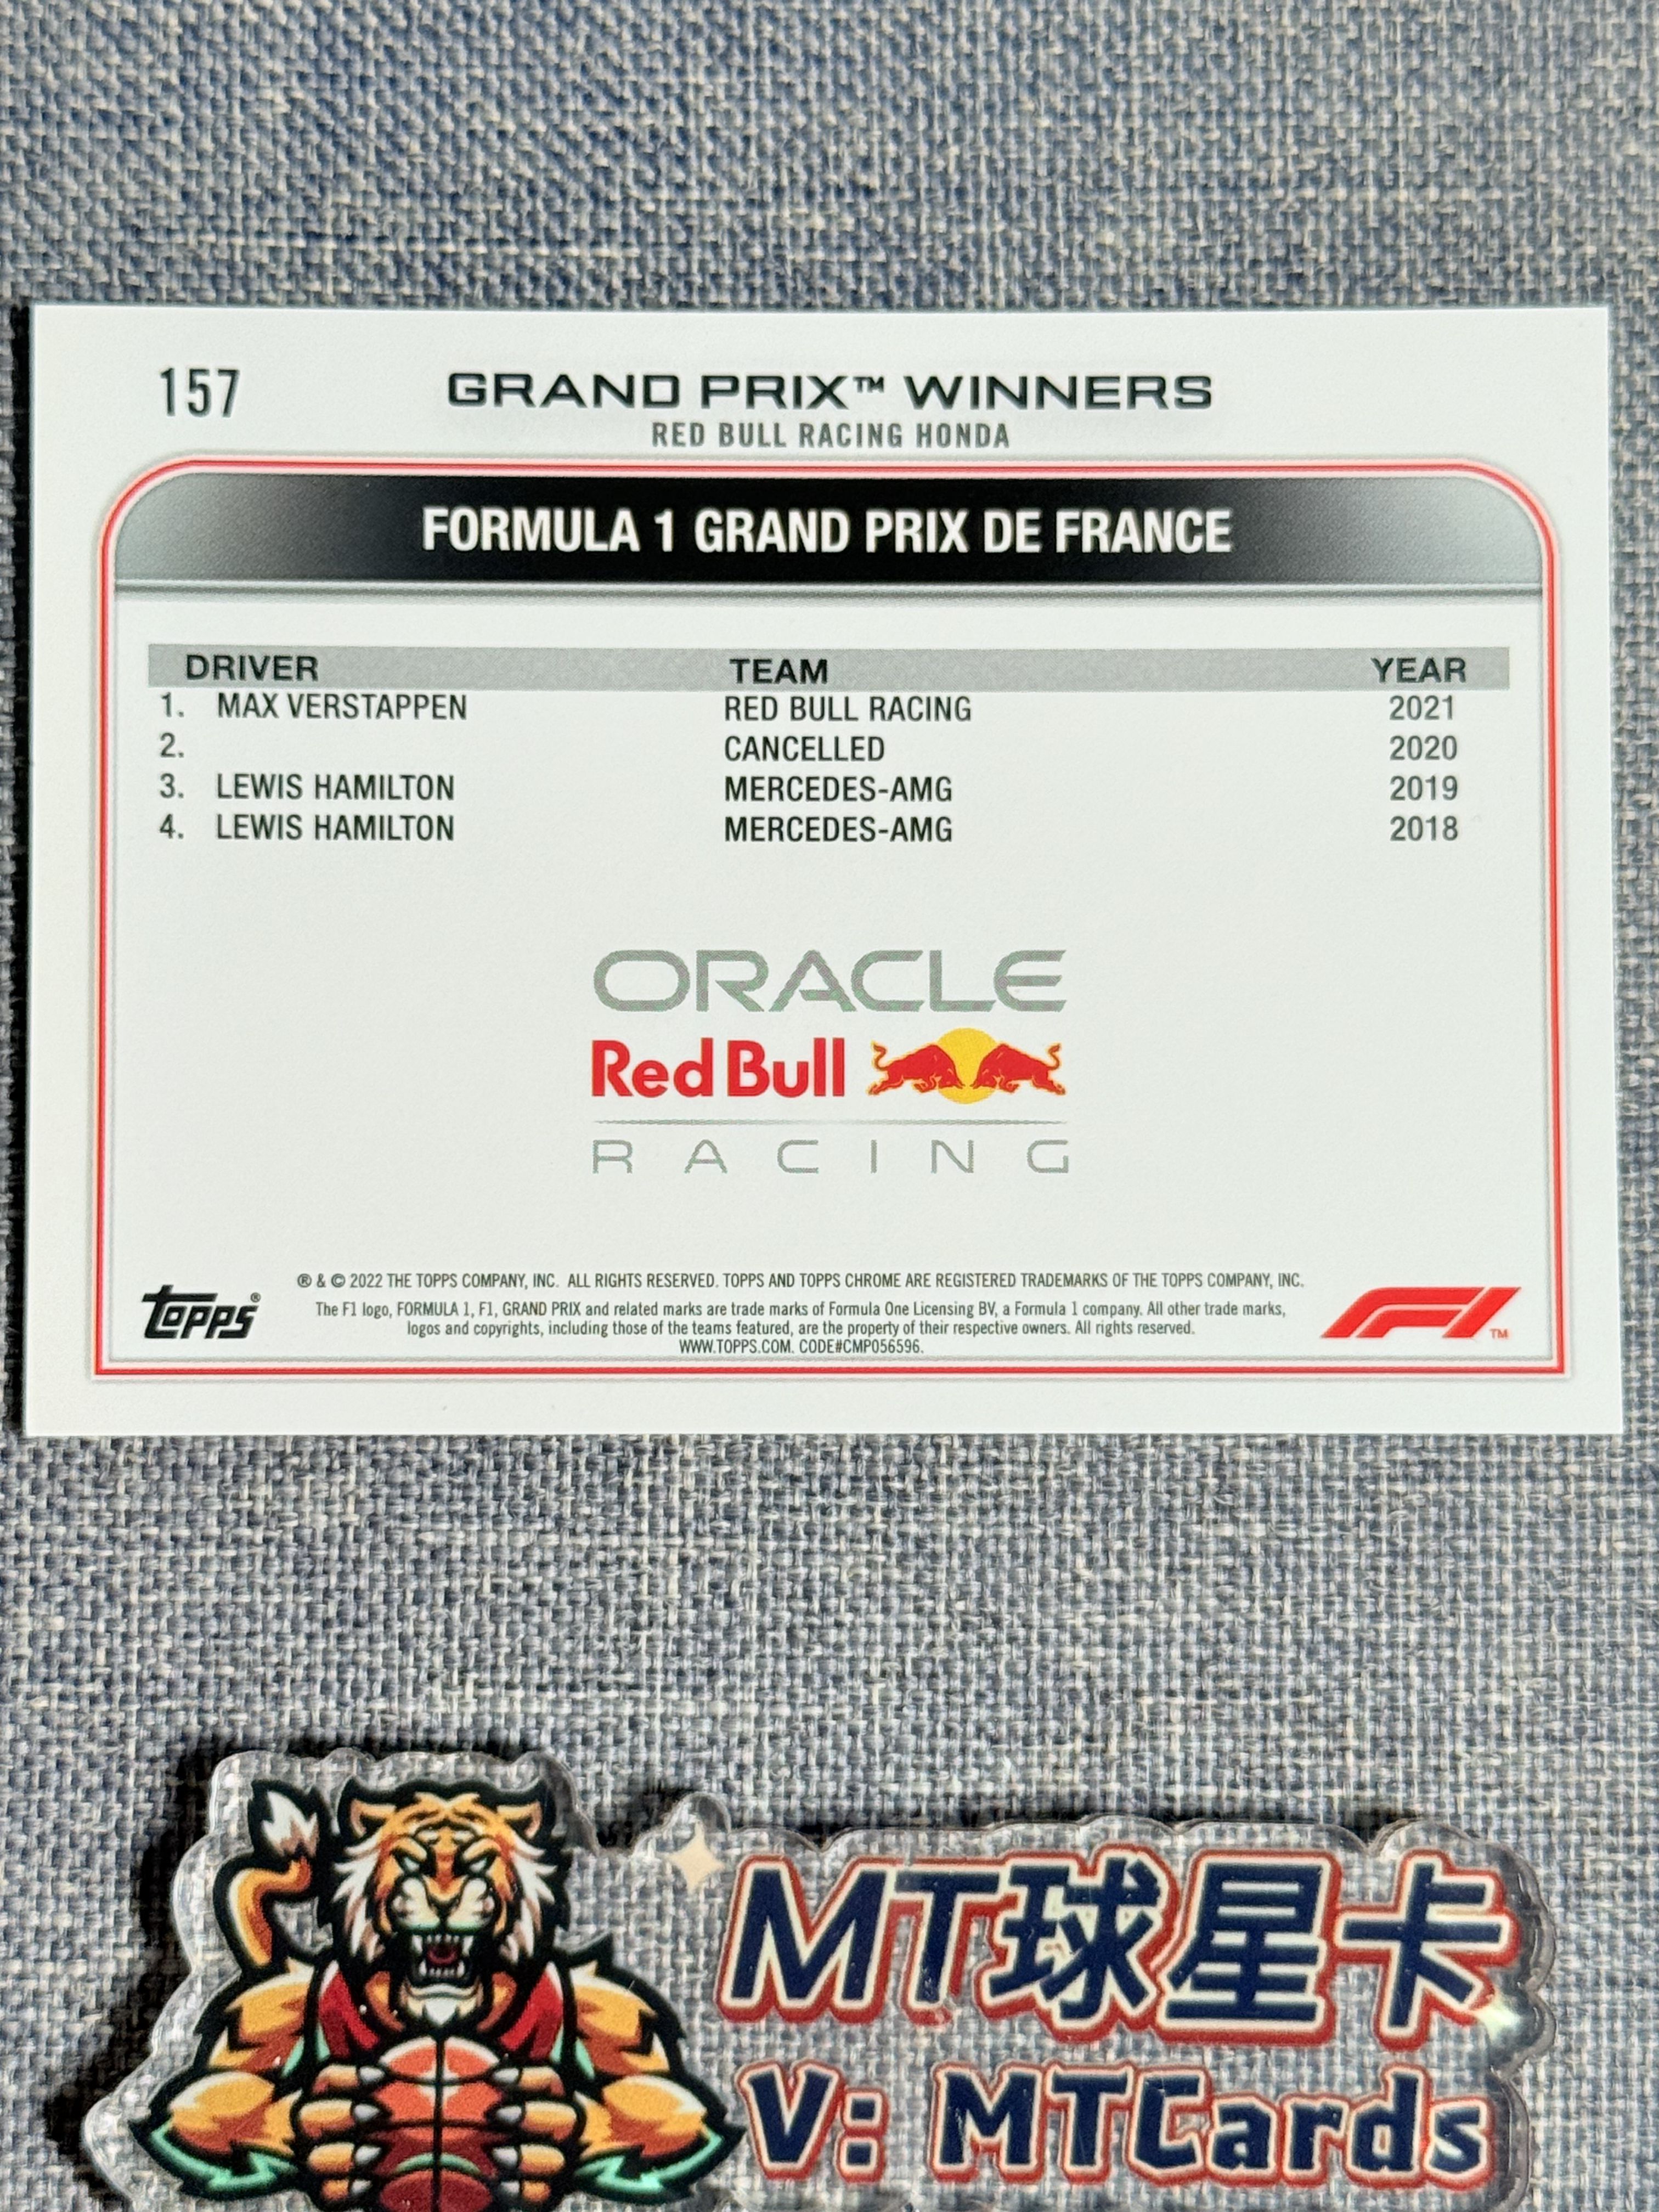 157
GRAND PRIX™ WINNERS
RED BULL RACING HONDA
FORMULA 1 GRAND PRIX DE FRANCE
DRIVER TEAM YEAR
1. MAX VERSTAPPEN RED BULL RACING 2021
2. CANCELLED 2020
3. LEWIS HAMILTON MERCEDES-AMG 2019
4. LEWIS HAMILTON MERCEDES-AMG 2018
ORACLE
Red Bull
RACING
TOPPS®
® & © 2022 THE TOPPS COMPANY, INC. ALL RIGHTS RESERVED. TOPPS AND TOPPS CHROME ARE REGISTERED TRADEMARKS OF THE TOPPS COMPANY, INC.
The F1 logo, FORMULA 1, F1, GRAND PRIX and related marks are trade marks of Formula One Licensing BV, a Formula 1 company. All other trade marks,
logos and copyrights, including those of the teams featured, are the property of their respective owners. All rights reserved.
WWW.TOPPS.COM. CODE#CMP056596.
F1™
MT球星卡
V: MTCards